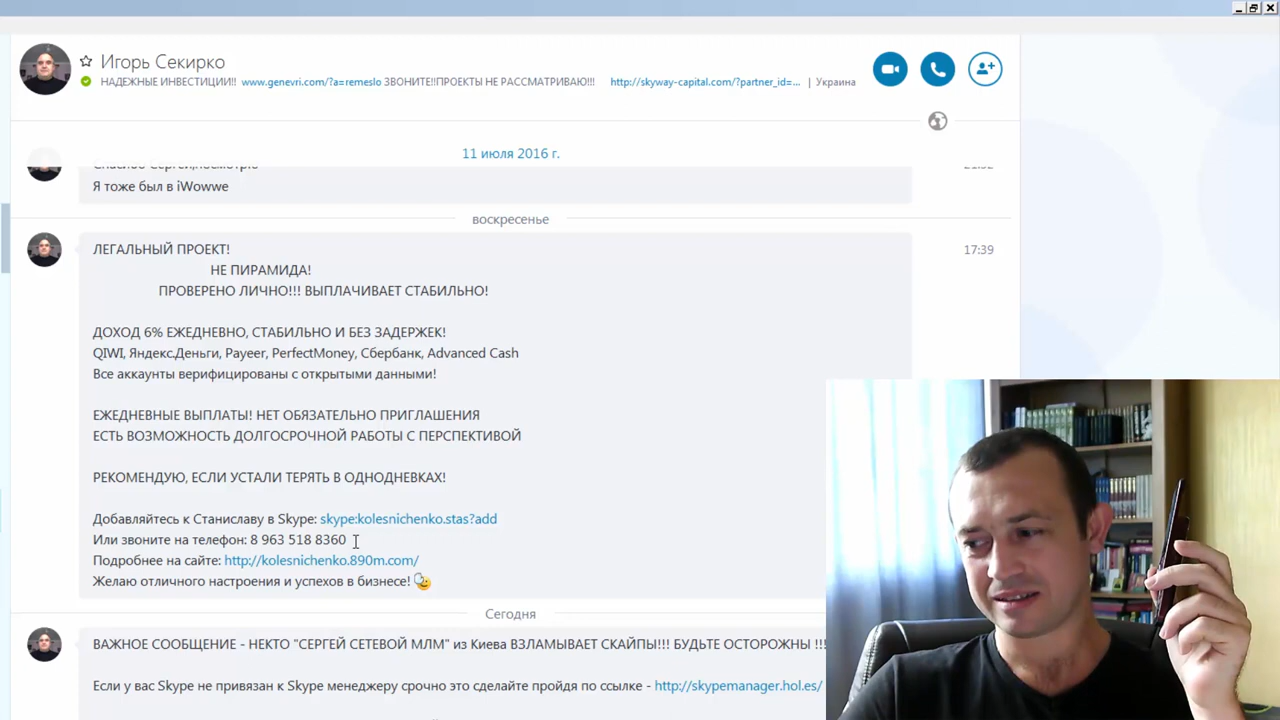 Игорь Секирко
НАДЕЖНЫЕ ИНВЕСТИЦИИ!! www.genevri.com/?a=remeslo ЗВОНИТЕ!!ПРОЕКТЫ НЕ РАССМАТРИВАЮ!!! http://skyway-capital.com/?partner_id=... | Украина
11 июля 2016 г.
Я тоже был в iWowwe
воскресенье
ЛЕГАЛЬНЫЙ ПРОЕКТ! 17:39
НЕ ПИРАМИДА!
ПРОВЕРЕНО ЛИЧНО!!! ВЫПЛАЧИВАЕТ СТАБИЛЬНО!
ДОХОД 6% ЕЖЕДНЕВНО, СТАБИЛЬНО И БЕЗ ЗАДЕРЖЕК!
QIWI, Яндекс.Деньги, Payeer, PerfectMoney, Сбербанк, Advanced Cash
Все аккаунты верифицированы с открытыми данными!
ЕЖЕДНЕВНЫЕ ВЫПЛАТЫ! НЕТ ОБЯЗАТЕЛЬНО ПРИГЛАШЕНИЯ
ЕСТЬ ВОЗМОЖНОСТЬ ДОЛГОСРОЧНОЙ РАБОТЫ С ПЕРСПЕКТИВОЙ
РЕКОМЕНДУЮ, ЕСЛИ УСТАЛИ ТЕРЯТЬ В ОДНОДНЕВКАХ!
Добавляйтесь к Станиславу в Skype: skype:kolesnichenko.stas?add
Или звоните на телефон: 8 963 518 8360
Подробнее на сайте: http://kolesnichenko.890m.com/
Желаю отличного настроения и успехов в бизнесе!
Сегодня
ВАЖНОЕ СООБЩЕНИЕ - НЕКТО "СЕРГЕЙ СЕТЕВОЙ МЛМ" из Киева ВЗЛАМЫВАЕТ СКАЙПЫ!!! БУДЬТЕ ОСТОРОЖНЫ !!!
Если у вас Skype не привязан к Skype менеджеру срочно это сделайте пройдя по ссылке - http://skypemanager.hol.es/